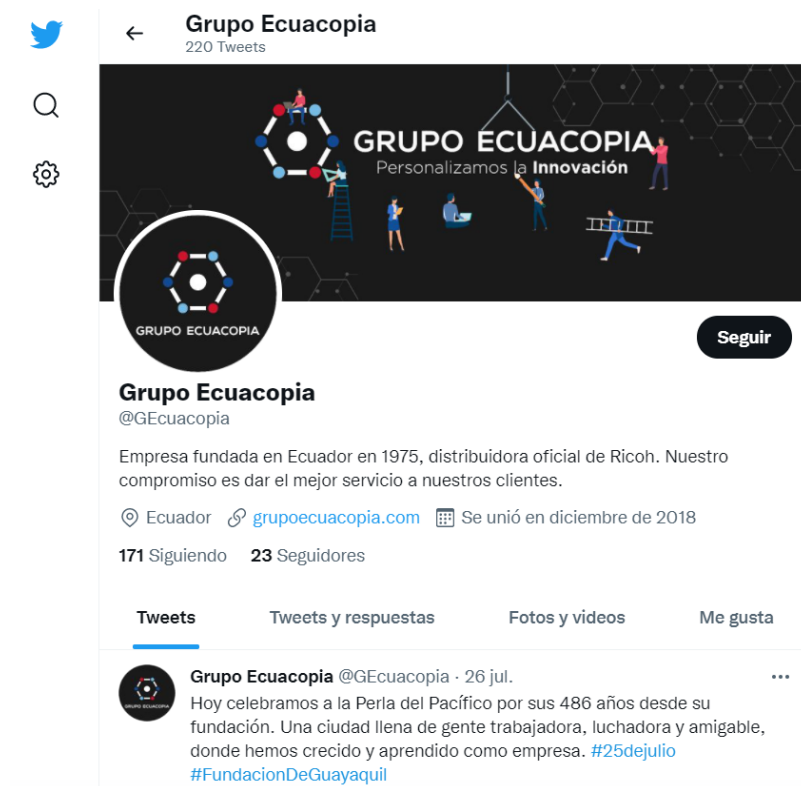 Grupo Ecuacopia
220 Tweets
GRUPO ECUACOPIA
Personalizamos la Innovación
GRUPO ECUACOPIA
Seguir
Grupo Ecuacopia
@GEcuacopia
Empresa fundada en Ecuador en 1975, distribuidora oficial de Ricoh. Nuestro
compromiso es dar el mejor servicio a nuestros clientes.
Ecuador grupoecuacopia.com Se unió en diciembre de 2018
171 Siguiendo 23 Seguidores
Tweets Tweets y respuestas Fotos y videos Me gusta
GRUPO ECUACOPIA
Grupo Ecuacopia @GEcuacopia · 26 jul.
Hoy celebramos a la Perla del Pacífico por sus 486 años desde su
fundación. Una ciudad llena de gente trabajadora, luchadora y amigable,
donde hemos crecido y aprendido como empresa. #25dejulio
#FundacionDeGuayaquil